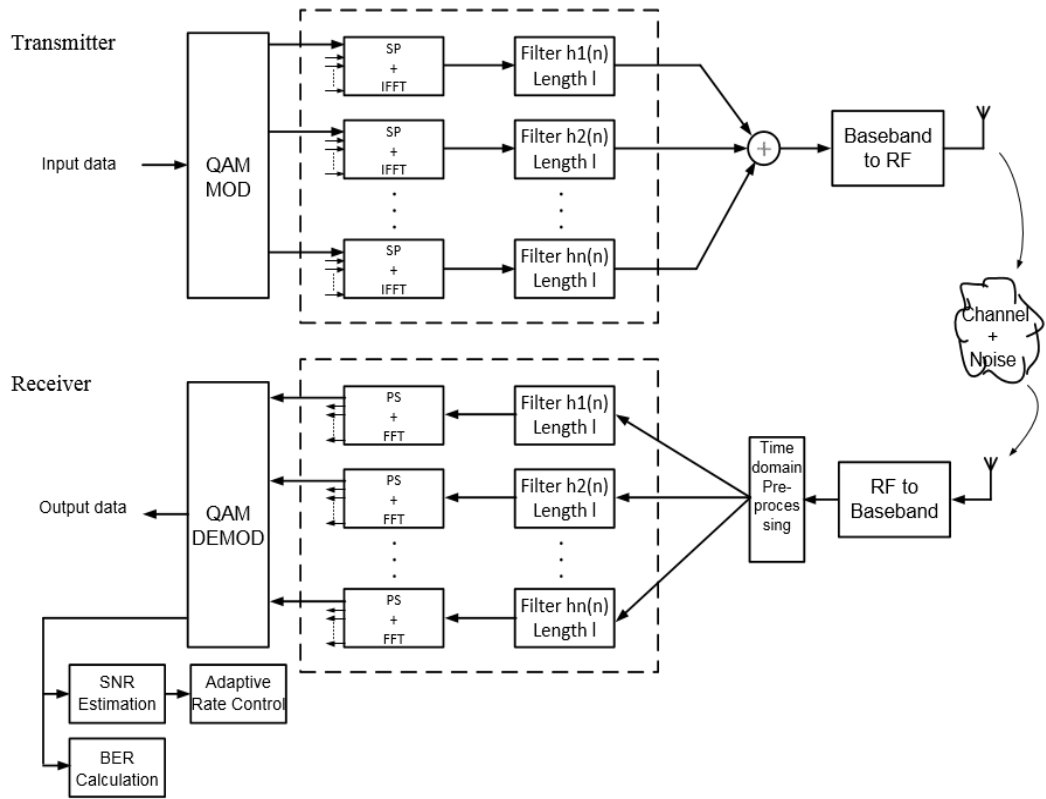 Transmitter
Input data
QAM
MOD
SP
+
IFFT
Filter h1(n)
Length l
SP
+
IFFT
Filter h2(n)
Length l
SP
+
IFFT
Filter hn(n)
Length l
+
Baseband
to RF
Channel
+
Noise
Receiver
Output data
QAM
DEMOD
PS
+
FFT
Filter h1(n)
Length l
PS
+
FFT
Filter h2(n)
Length l
PS
+
FFT
Filter hn(n)
Length l
Time
domain
Pre-
proces
sing
RF to
Baseband
SNR
Estimation
Adaptive
Rate Control
BER
Calculation